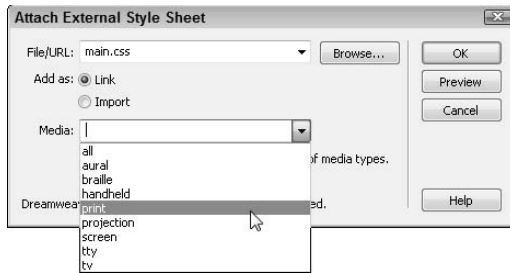 Attach External Style Sheet
File/URL: main.css Browse... OK
Add as: Link Preview
Import Cancel
Media:
all
aural of media types.
braille
handheld
Dreamwea print ed. Help
projection
screen
tty
tv